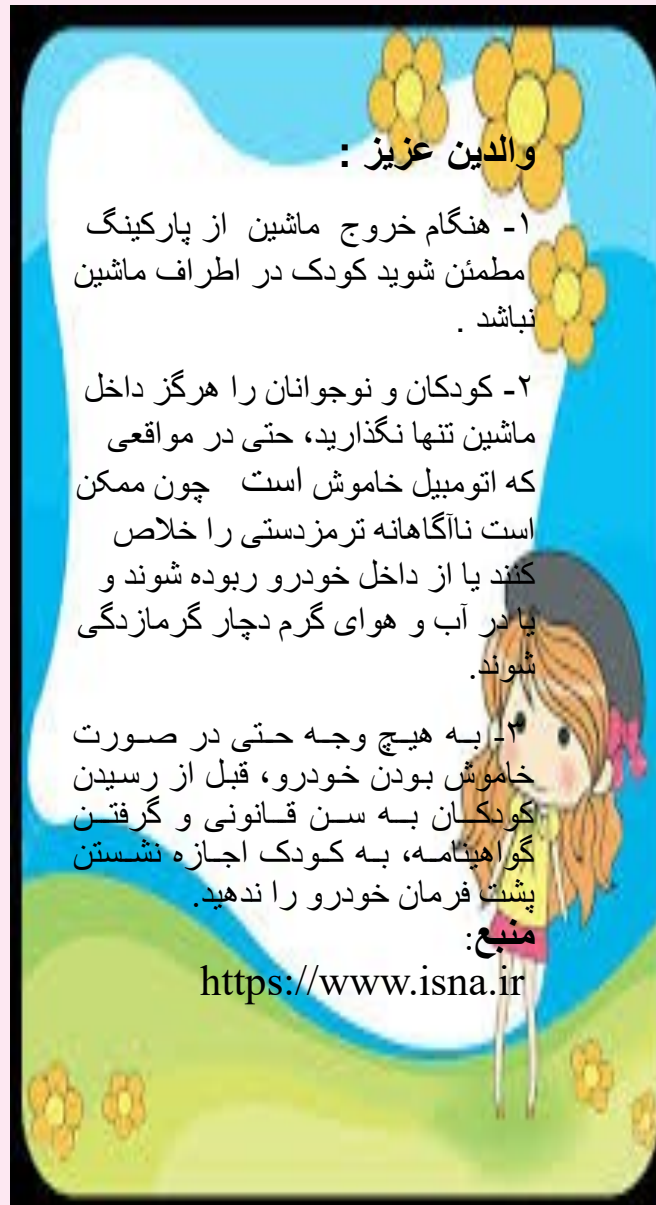 والدین عزیز :
۱- هنگام خروج ماشین از پارکینگ
مطمئن شوید کودک در اطراف ماشین
نباشد .
۲- کودکان و نوجوانان را هرگز داخل
ماشین تنها نگذارید، حتی در مواقعی
که اتومبیل خاموش است چون ممکن
است ناآگاهانه ترمزدستی را خلاص
کنند یا از داخل خودرو ربوده شوند و
یا در آب و هوای گرم دچار گرمازدگی
شوند.
۳- به هیچ وجه حتی در صورت
خاموش بودن خودرو، قبل از رسیدن
کودکان به سن قانونی و گرفتن
گواهینامه، به کودک اجازه نشستن
پشت فرمان خودرو را ندهید.
منبع:
https://www.isna.ir